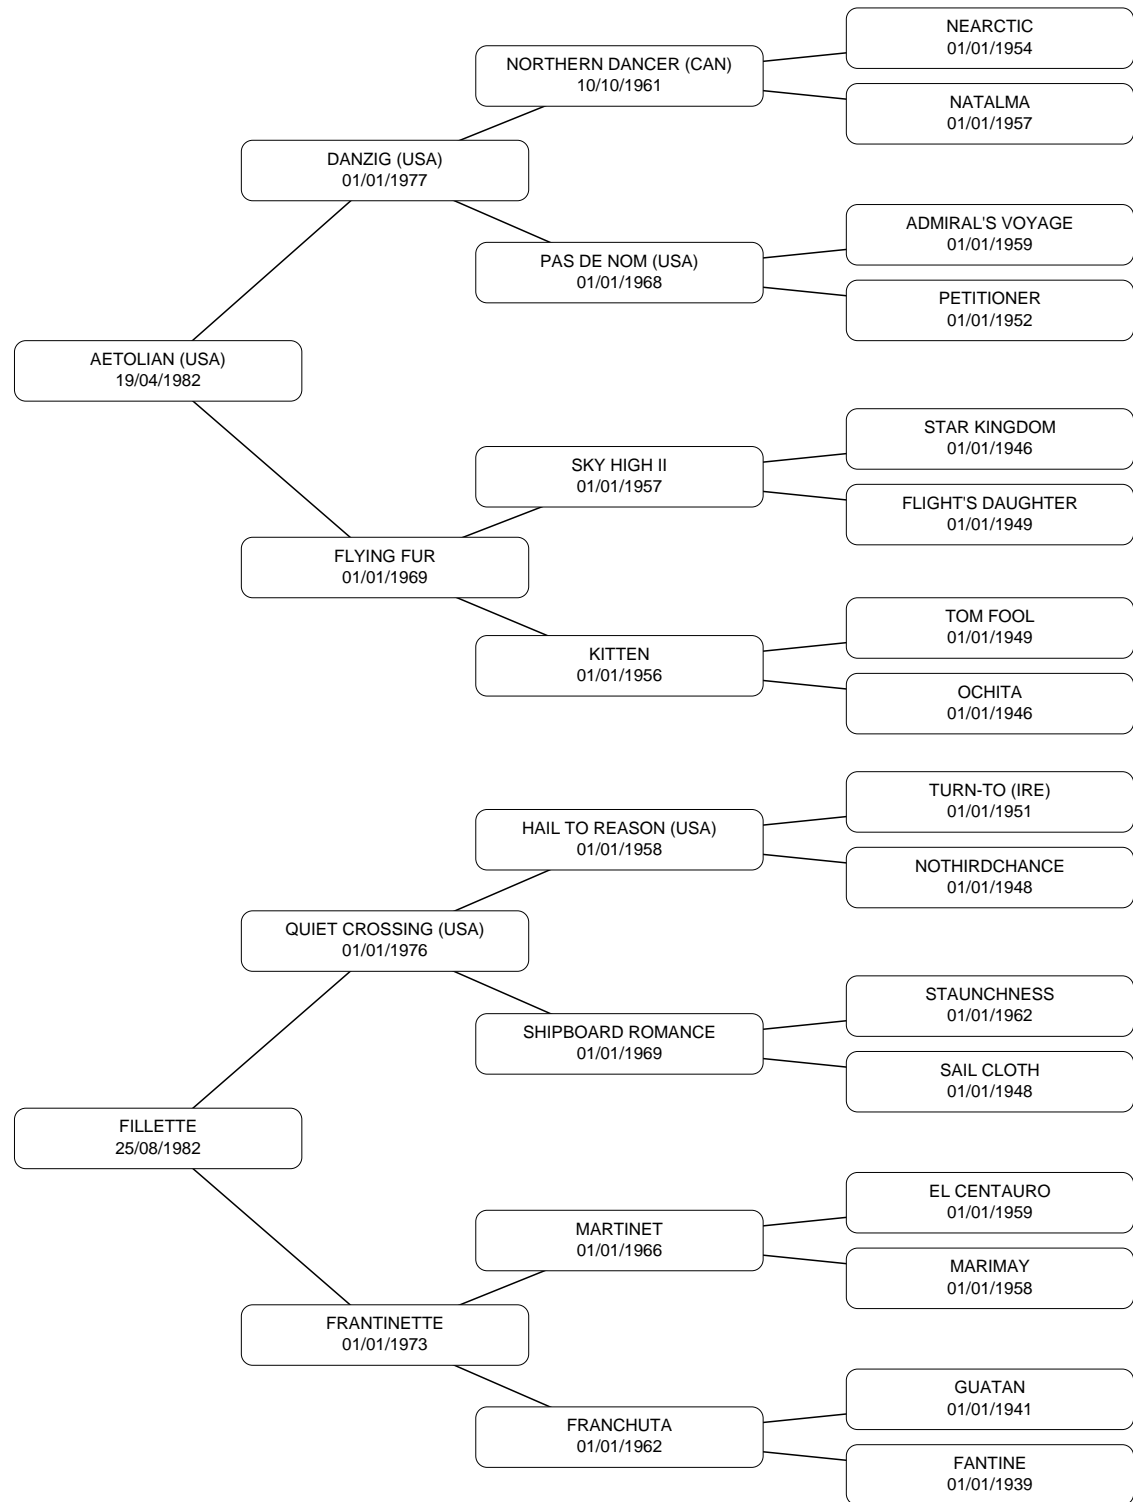 NEARCTIC
01/01/1954
NORTHERN DANCER (CAN)
10/10/1961
NATALMA
01/01/1957
DANZIG (USA)
01/01/1977
ADMIRAL'S VOYAGE
01/01/1959
PAS DE NOM (USA)
01/01/1968
PETITIONER
01/01/1952
AETOLIAN (USA)
19/04/1982
STAR KINGDOM
01/01/1946
SKY HIGH II
01/01/1957
FLIGHT'S DAUGHTER
01/01/1949
FLYING FUR
01/01/1969
TOM FOOL
01/01/1949
KITTEN
01/01/1956
OCHITA
01/01/1946
TURN-TO (IRE)
01/01/1951
HAIL TO REASON (USA)
01/01/1958
NOTHIRDCHANCE
01/01/1948
QUIET CROSSING (USA)
01/01/1976
STAUNCHNESS
01/01/1962
SHIPBOARD ROMANCE
01/01/1969
SAIL CLOTH
01/01/1948
FILLETTE
25/08/1982
EL CENTAURO
01/01/1959
MARTINET
01/01/1966
MARIMAY
01/01/1958
FRANTINETTE
01/01/1973
GUATAN
01/01/1941
FRANCHUTA
01/01/1962
FANTINE
01/01/1939